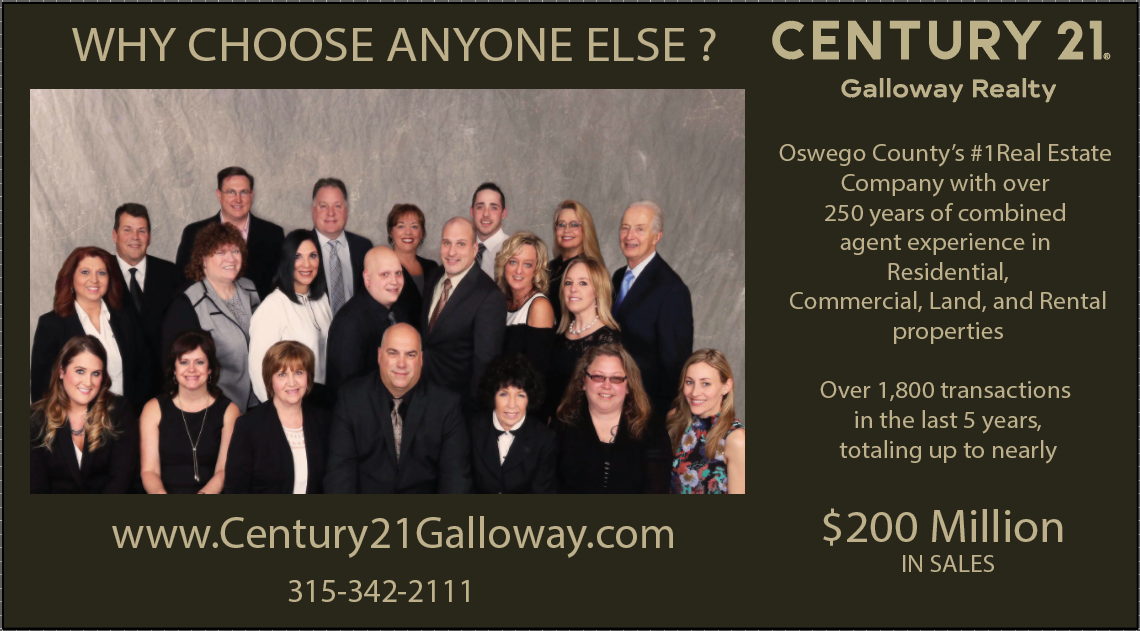 WHY CHOOSE ANYONE ELSE ?
CENTURY 21®
Galloway Realty
Oswego County’s #1Real Estate
Company with over
250 years of combined
agent experience in
Residential,
Commercial, Land, and Rental
properties
Over 1,800 transactions
in the last 5 years,
totaling up to nearly
$200 Million
IN SALES
www.Century21Galloway.com
315-342-2111